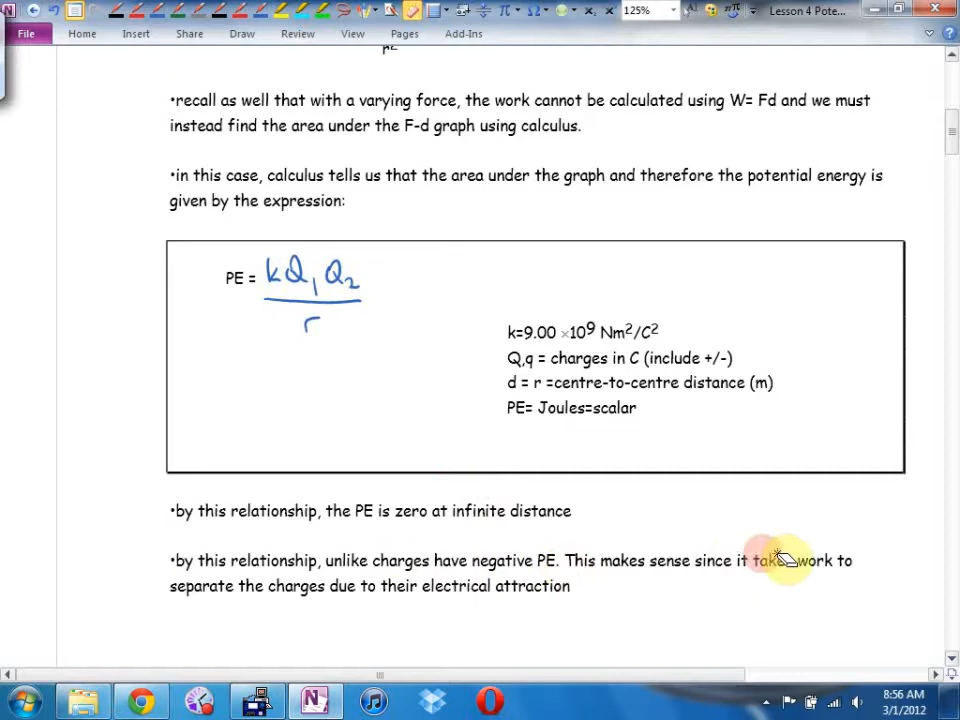 125%
Lesson 4 Pote...
File Home Insert Share Draw Review View Pages Add-Ins
•recall as well that with a varying force, the work cannot be calculated using W= Fd and we must
instead find the area under the F-d graph using calculus.
•in this case, calculus tells us that the area under the graph and therefore the potential energy is
given by the expression:
PE = kQ₁Q₂
r
k=9.00 ×10⁹ Nm²/C²
Q,q = charges in C (include +/-)
d = r =centre-to-centre distance (m)
PE= Joules=scalar
•by this relationship, the PE is zero at infinite distance
•by this relationship, unlike charges have negative PE. This makes sense since it takes work to
separate the charges due to their electrical attraction
8:56 AM
3/1/2012